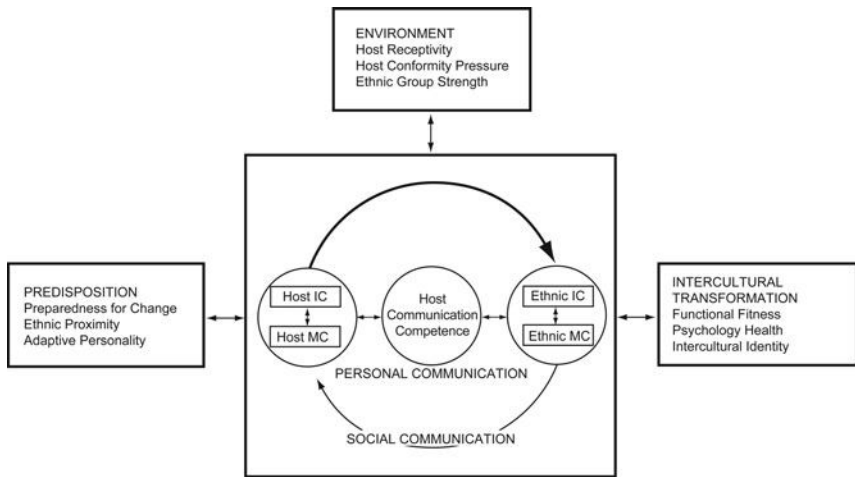 ENVIRONMENT
Host Receptivity
Host Conformity Pressure
Ethnic Group Strength
PREDISPOSITION
Preparedness for Change
Ethnic Proximity
Adaptive Personality
Host IC
Host MC
Host
Communication
Competence
Ethnic IC
Ethnic MC
PERSONAL COMMUNICATION
SOCIAL COMMUNICATION
INTERCULTURAL
TRANSFORMATION
Functional Fitness
Psychology Health
Intercultural Identity